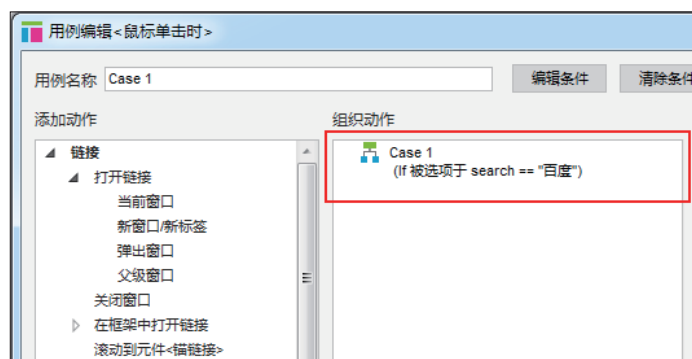 用例编辑<鼠标单击时>
用例名称 Case 1 编辑条件 清除条件
添加动作 组织动作
链接
打开链接
当前窗口
新窗口/新标签
弹出窗口
父级窗口
关闭窗口
在框架中打开链接
滚动到元件<锚链接>
Case 1
(If 被选项于 search == "百度")